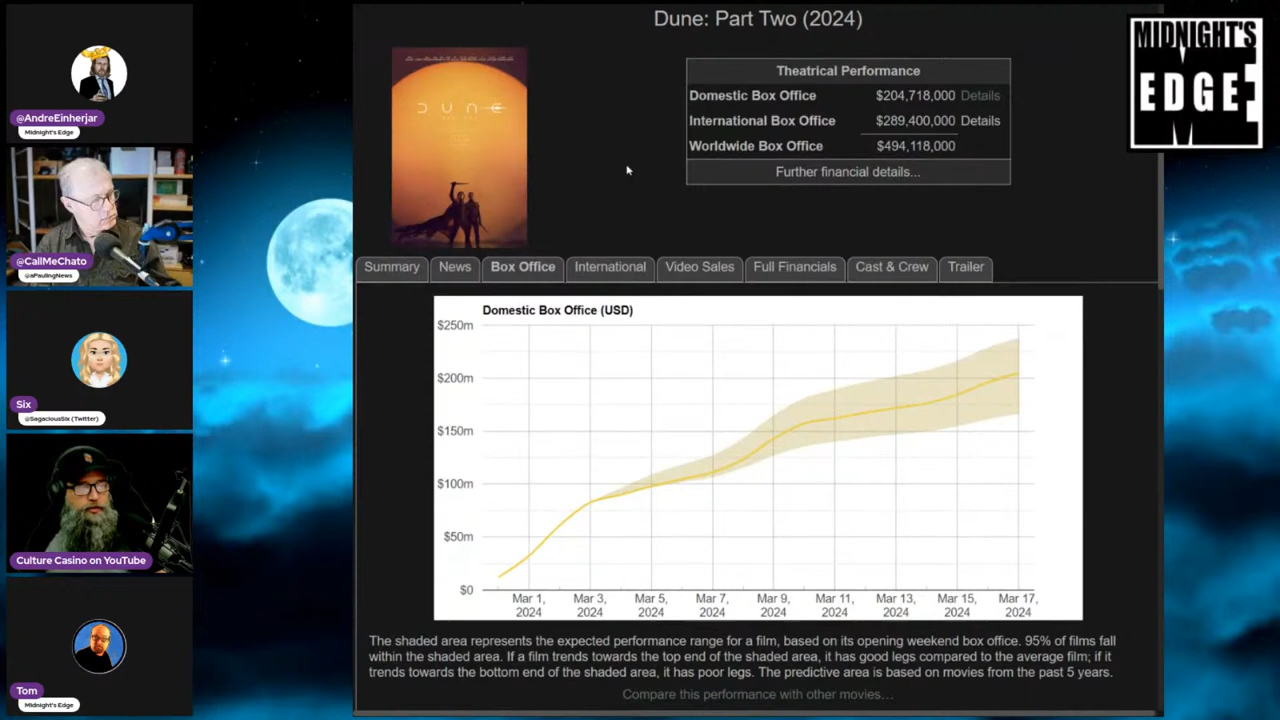 @AndreEinherjar
Midnight's Edge
@CallMeChato
@aPaulingNews
Six
@SagaciousSix (Twitter)
Culture Casino on YouTube
Tom
Midnight's Edge
Dune: Part Two (2024)
DUNE
Theatrical Performance
Domestic Box Office $204,718,000 Details
International Box Office $289,400,000 Details
Worldwide Box Office $494,118,000
Further financial details...
MIDNIGHT'S
EDGE
Summary News Box Office International Video Sales Full Financials Cast & Crew Trailer
Domestic Box Office (USD)
$250m
$200m
$150m
$100m
$50m
$0
Mar 1, 2024
Mar 3, 2024
Mar 5, 2024
Mar 7, 2024
Mar 9, 2024
Mar 11, 2024
Mar 13, 2024
Mar 15, 2024
Mar 17, 2024
The shaded area represents the expected performance range for a film, based on its opening weekend box office. 95% of films fall
within the shaded area. If a film trends towards the top end of the shaded area, it has good legs compared to the average film; if it
trends towards the bottom end of the shaded area, it has poor legs. The predictive area is based on movies from the past 5 years.
Compare this performance with other movies…